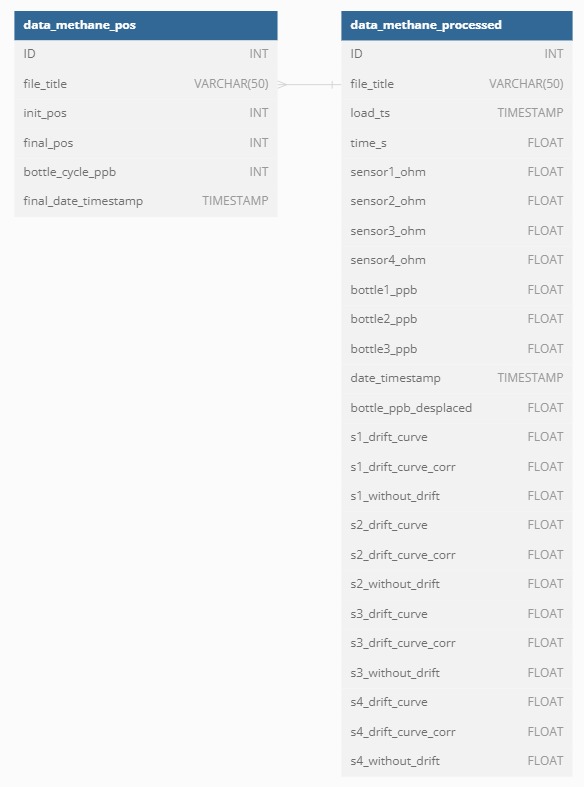 data_methane_pos
ID INT
file_title VARCHAR(50)
init_pos INT
final_pos INT
bottle_cycle_ppb INT
final_date_timestamp TIMESTAMP
data_methane_processed
ID INT
file_title VARCHAR(50)
load_ts TIMESTAMP
time_s FLOAT
sensor1_ohm FLOAT
sensor2_ohm FLOAT
sensor3_ohm FLOAT
sensor4_ohm FLOAT
bottle1_ppb FLOAT
bottle2_ppb FLOAT
bottle3_ppb FLOAT
date_timestamp TIMESTAMP
bottle_ppb_desplaced FLOAT
s1_drift_curve FLOAT
s1_drift_curve_corr FLOAT
s1_without_drift FLOAT
s2_drift_curve FLOAT
s2_drift_curve_corr FLOAT
s2_without_drift FLOAT
s3_drift_curve FLOAT
s3_drift_curve_corr FLOAT
s3_without_drift FLOAT
s4_drift_curve FLOAT
s4_drift_curve_corr FLOAT
s4_without_drift FLOAT